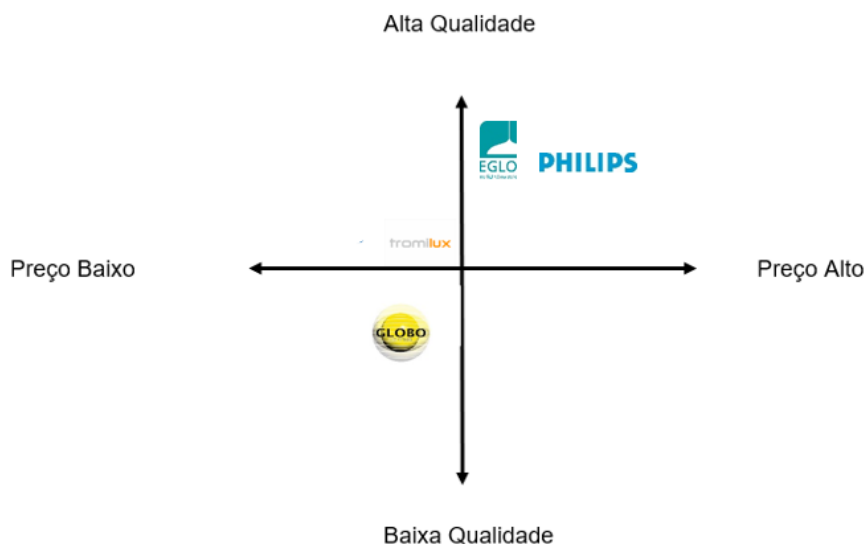 Alta Qualidade
EGLO
PHILIPS
tromilux
Preço Baixo
Preço Alto
GLOBO
Baixa Qualidade